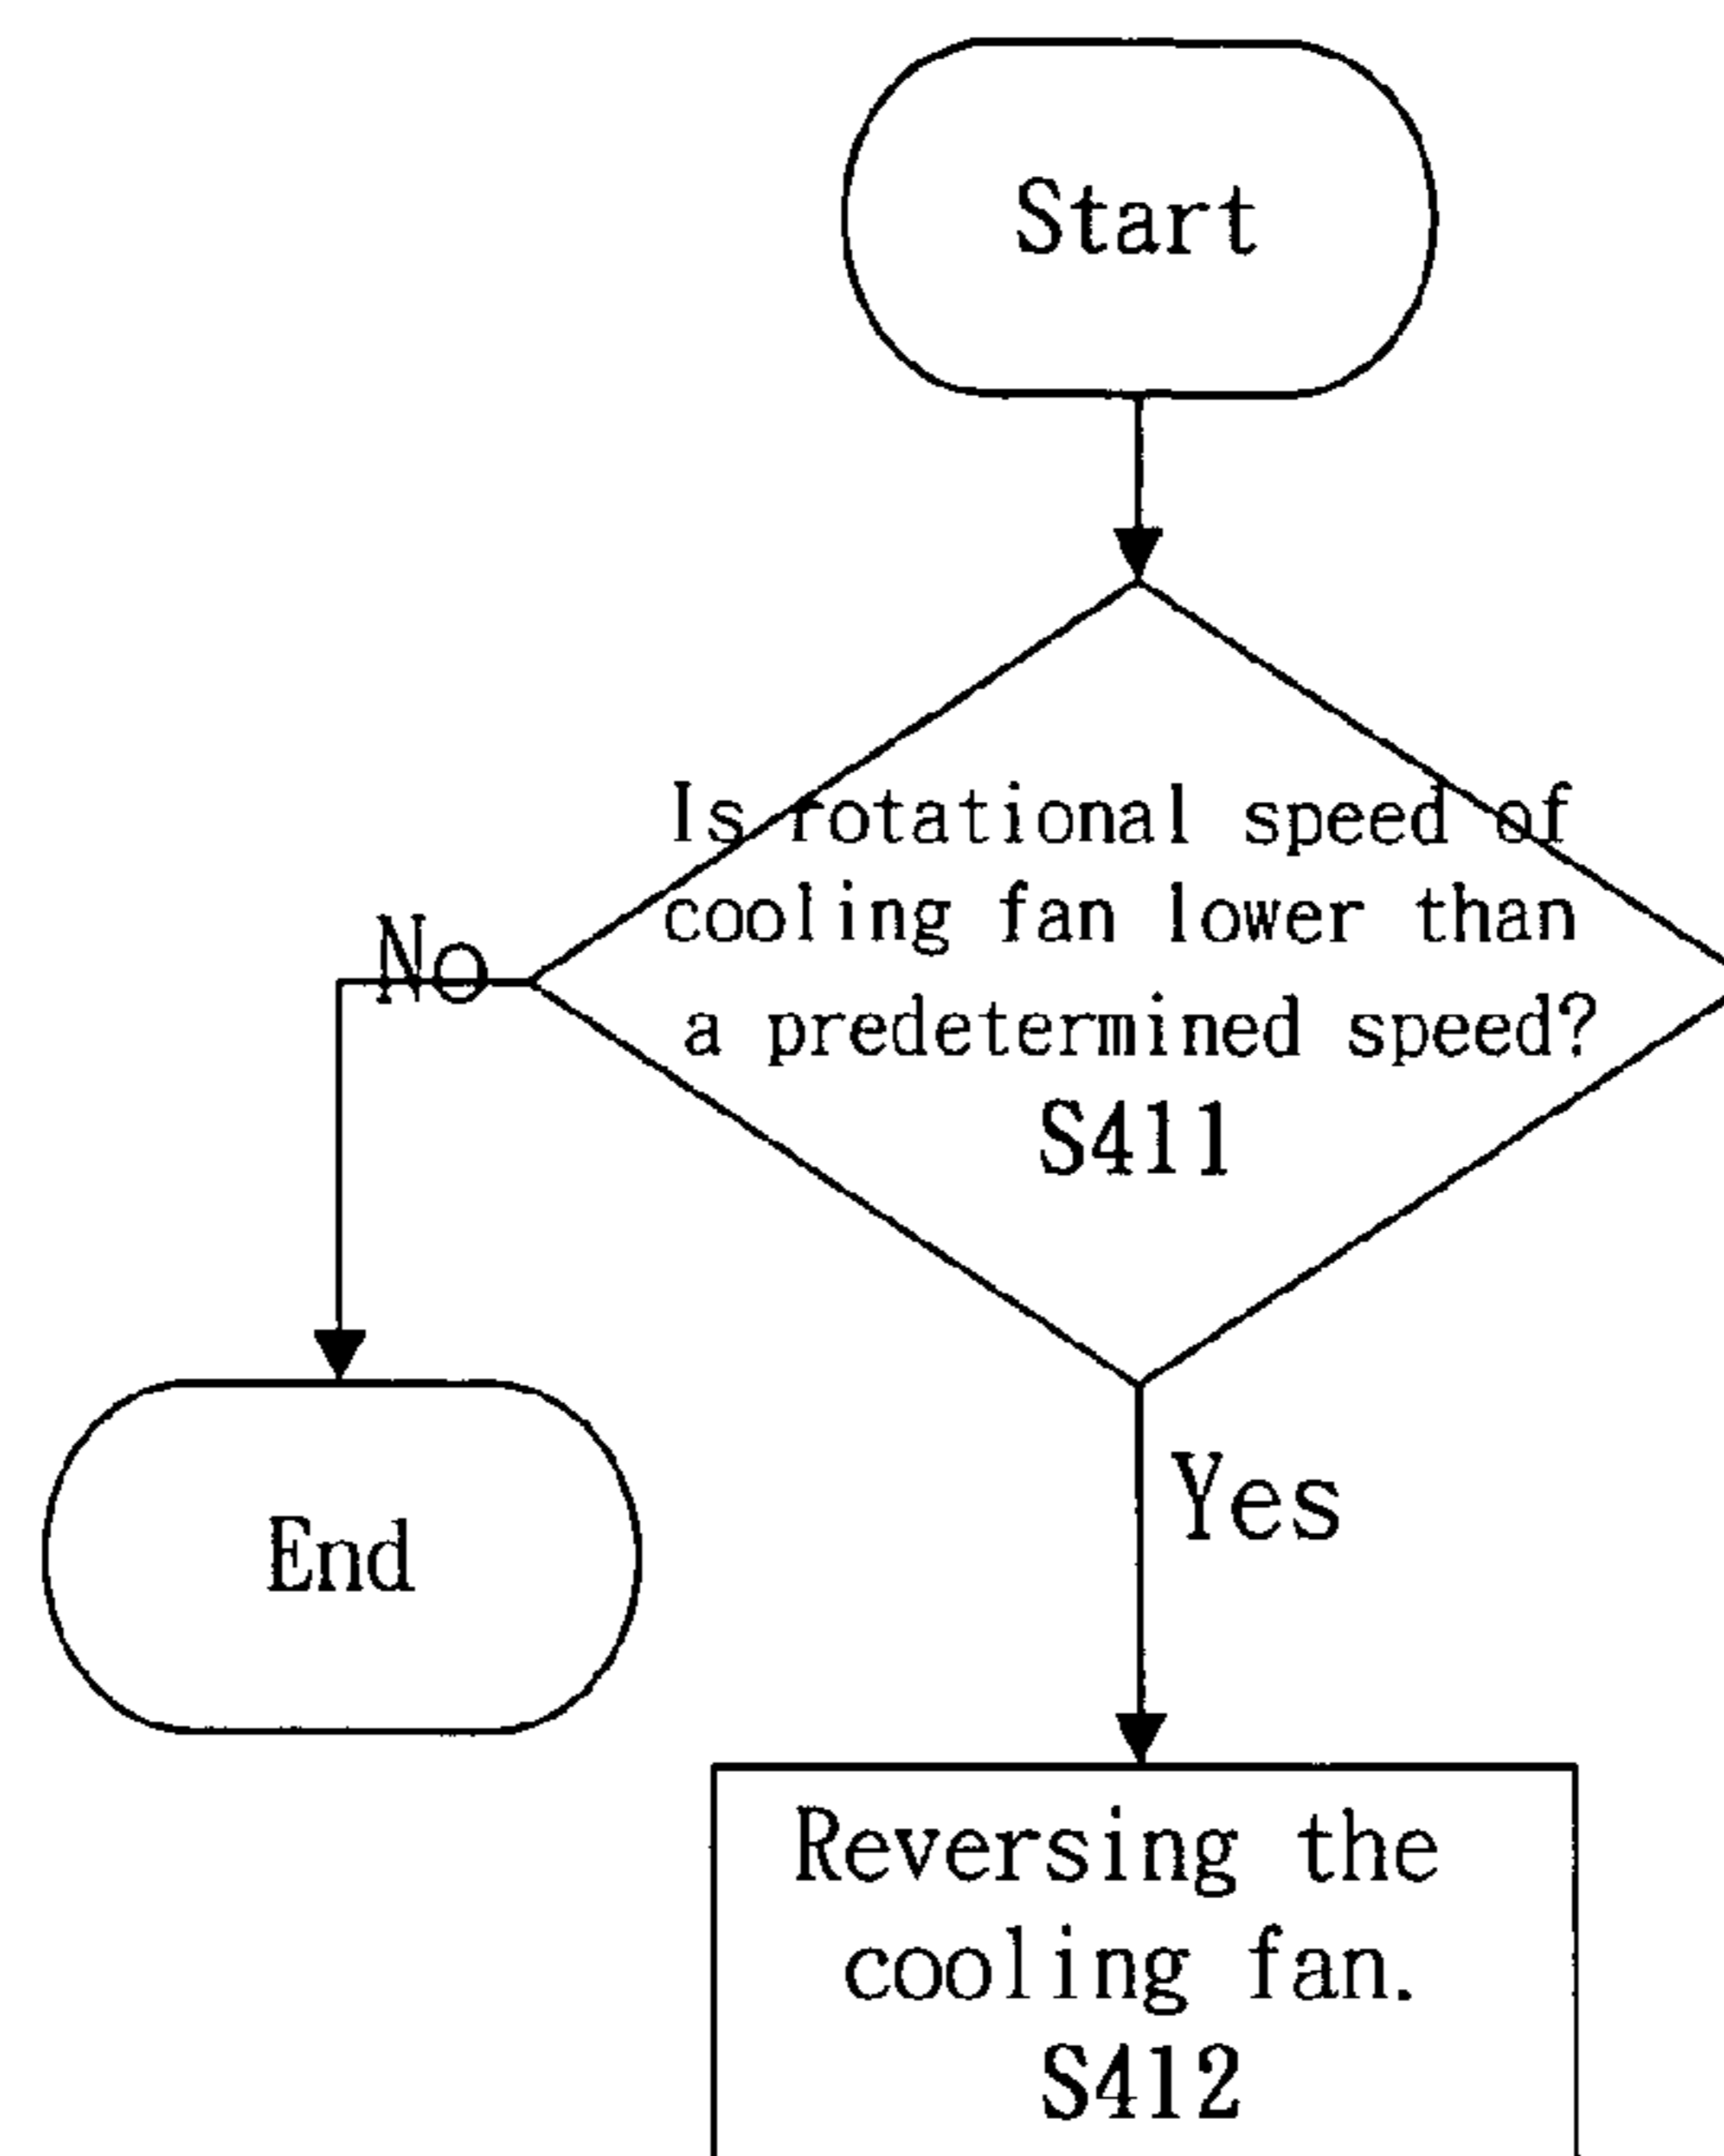 Start
Is rotational speed of
cooling fan lower than
a predetermined speed?
S411
No
Yes
End
Reversing the
cooling fan.
S412